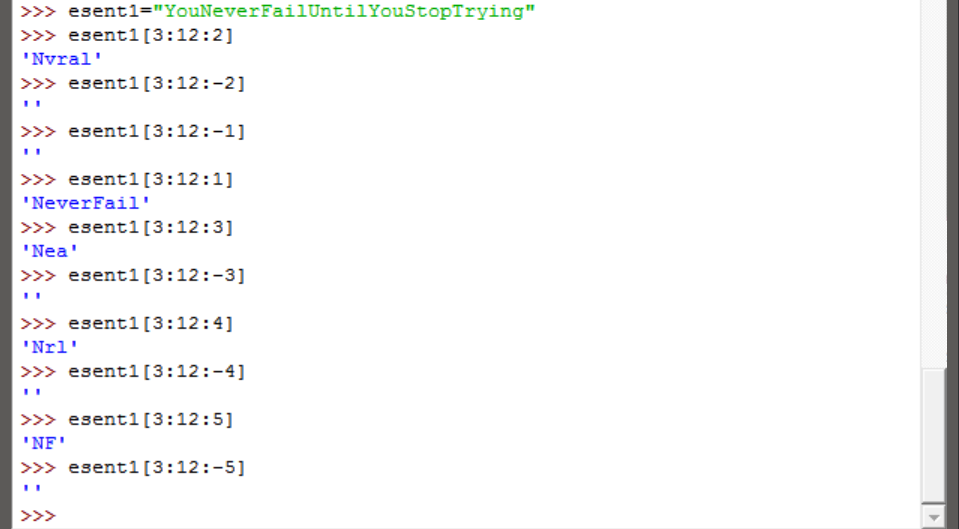 >>> esent1="YouNeverFailUntilYouStopTrying"
>>> esent1[3:12:2]
'Nvral'
>>> esent1[3:12:-2]
''
>>> esent1[3:12:-1]
''
>>> esent1[3:12:1]
'NeverFail'
>>> esent1[3:12:3]
'Nea'
>>> esent1[3:12:-3]
''
>>> esent1[3:12:4]
'Nrl'
>>> esent1[3:12:-4]
''
>>> esent1[3:12:5]
'NF'
>>> esent1[3:12:-5]
''
>>>